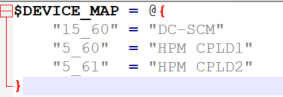 $DEVICE_MAP = @{
"15_60" = "DC-SCM"
"5_60" = "HPM CPLD1"
"5_61" = "HPM CPLD2"
}